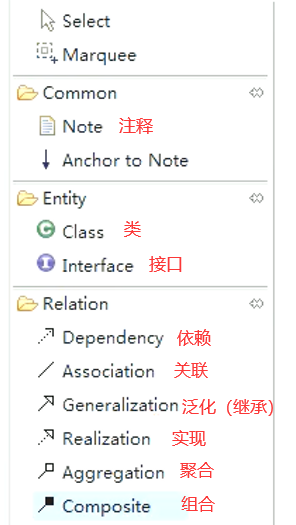 Select
Marquee
Common
Note 注释
Anchor to Note
Entity
Class 类
Interface 接口
Relation
Dependency 依赖
Association 关联
Generalization 泛化（继承）
Realization 实现
Aggregation 聚合
Composite 组合